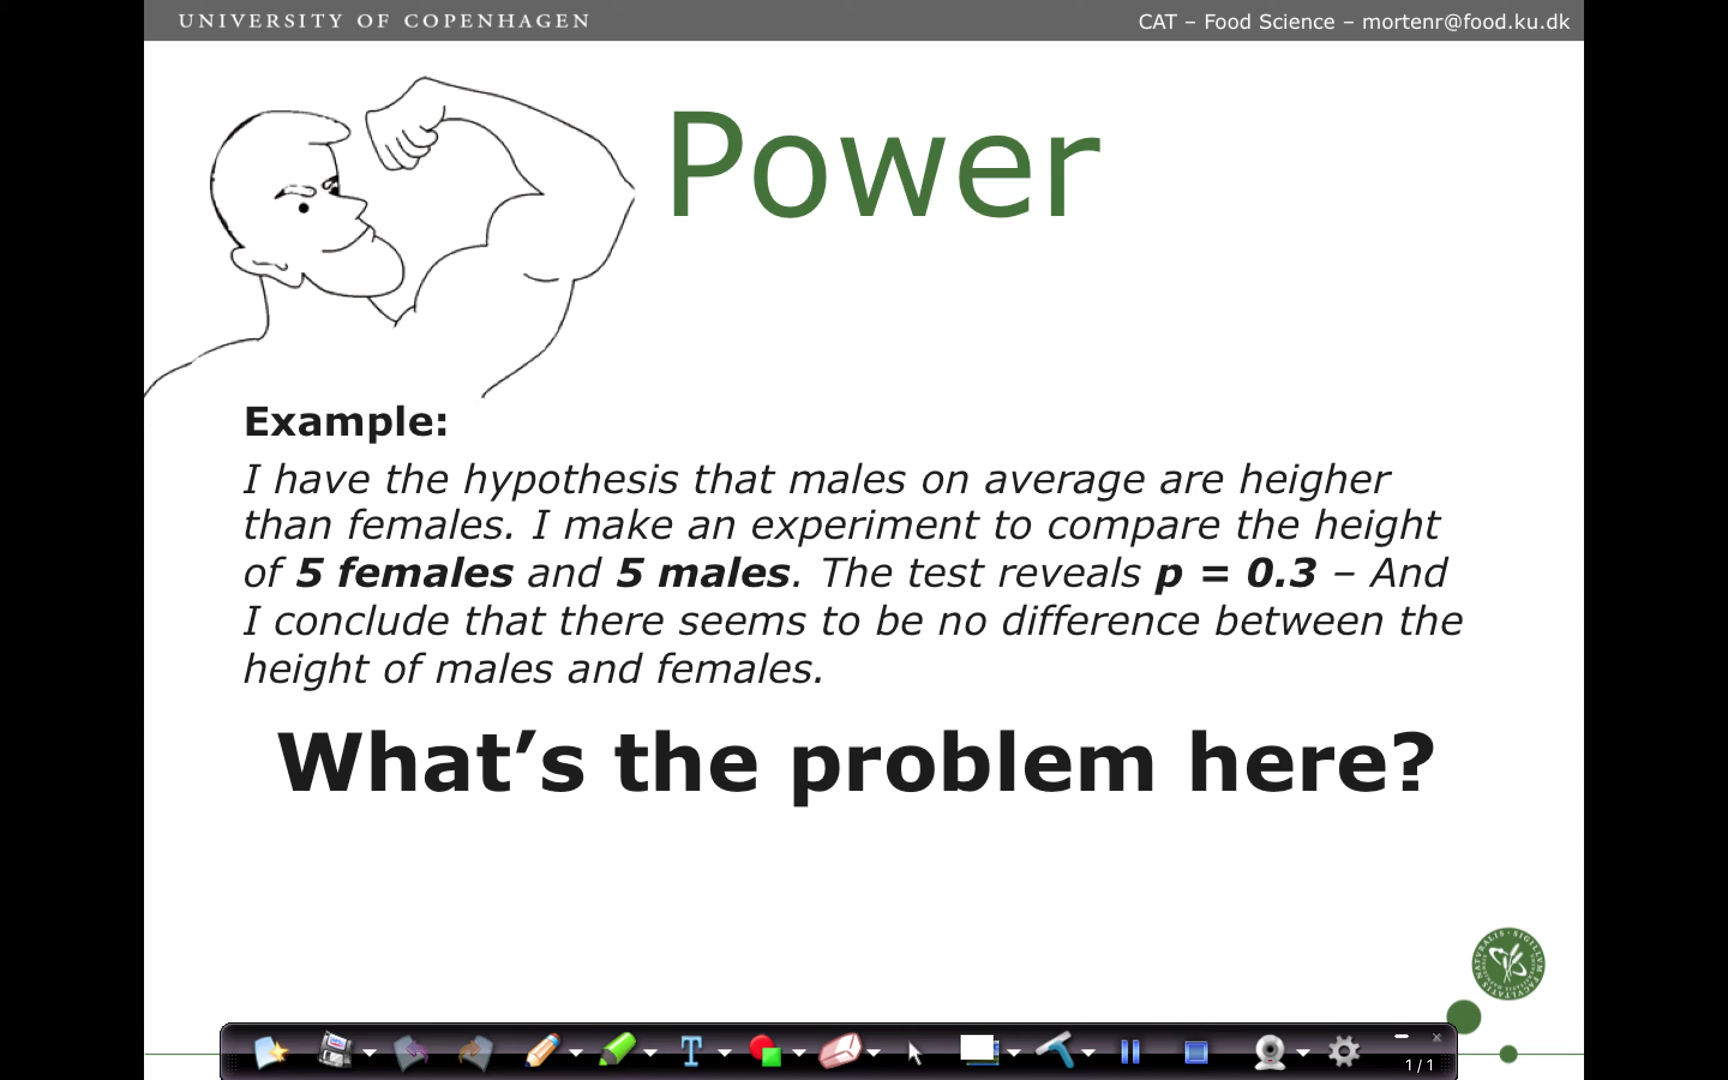 UNIVERSITY OF COPENHAGEN
CAT – Food Science – mortenr@food.ku.dk
Power
Example:
I have the hypothesis that males on average are heigher
than females. I make an experiment to compare the height
of 5 females and 5 males. The test reveals p = 0.3 – And
I conclude that there seems to be no difference between the
height of males and females.
What’s the problem here?
T
1/1